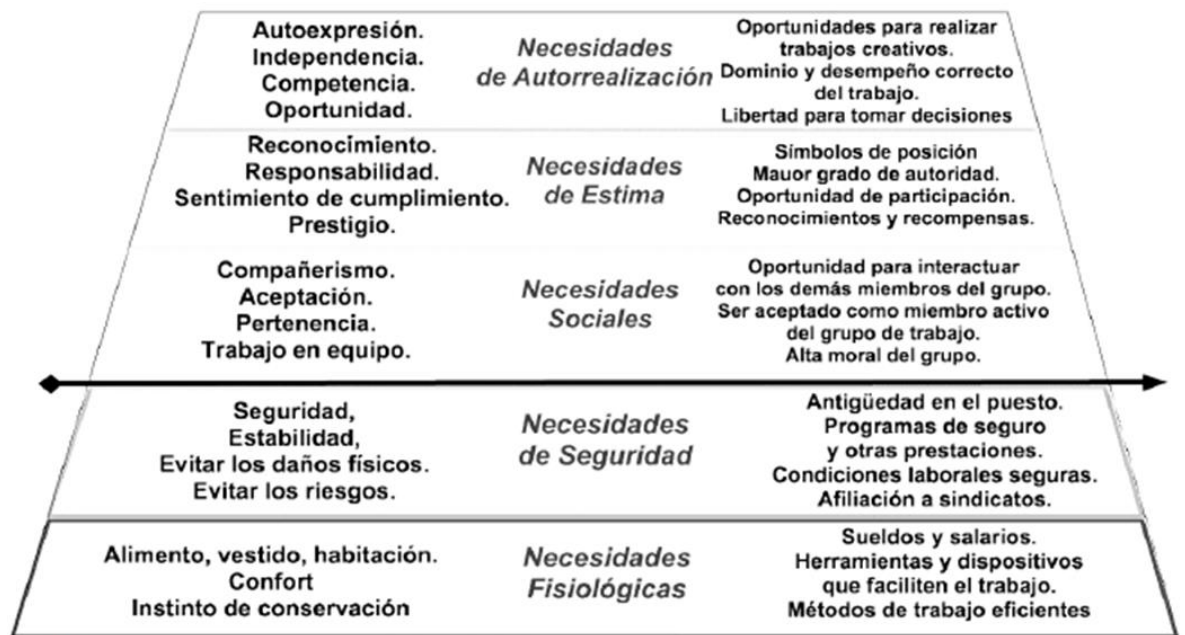 Autoexpresión.
Independencia.
Competencia.
Oportunidad.
Necesidades
de Autorrealización
Oportunidades para realizar
trabajos creativos.
Dominio y desempeño correcto
del trabajo.
Libertad para tomar decisiones
Reconocimiento.
Responsabilidad.
Sentimiento de cumplimiento.
Prestigio.
Necesidades
de Estima
Símbolos de posición
Mauor grado de autoridad.
Oportunidad de participación.
Reconocimientos y recompensas.
Compañerismo.
Aceptación.
Pertenencia.
Trabajo en equipo.
Necesidades
Sociales
Oportunidad para interactuar
con los demás miembros del grupo.
Ser aceptado como miembro activo
del grupo de trabajo.
Alta moral del grupo.
Seguridad,
Estabilidad,
Evitar los daños físicos.
Evitar los riesgos.
Necesidades
de Seguridad
Antigüedad en el puesto.
Programas de seguro
y otras prestaciones.
Condiciones laborales seguras.
Afiliación a sindicatos.
Alimento, vestido, habitación.
Confort
Instinto de conservación
Necesidades
Fisiológicas
Sueldos y salarios.
Herramientas y dispositivos
que faciliten el trabajo.
Métodos de trabajo eficientes